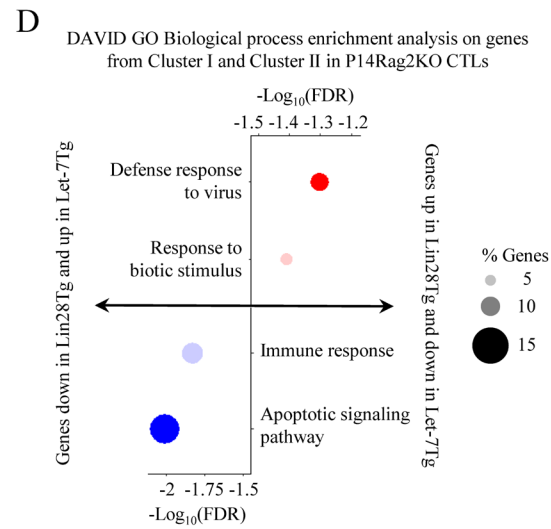 D
DAVID GO Biological process enrichment analysis on genes
from Cluster I and Cluster II in P14Rag2KO CTLs
-Log10(FDR)
-1.5 -1.4 -1.3 -1.2
Genes down in Lin28Tg and up in Let-7Tg
Defense response
to virus
Response to
biotic stimulus
Genes up in Lin28Tg and down in Let-7Tg
% Genes
5
10
15
Immune response
Apoptotic signaling
pathway
-2 -1.75 -1.5
-Log10(FDR)